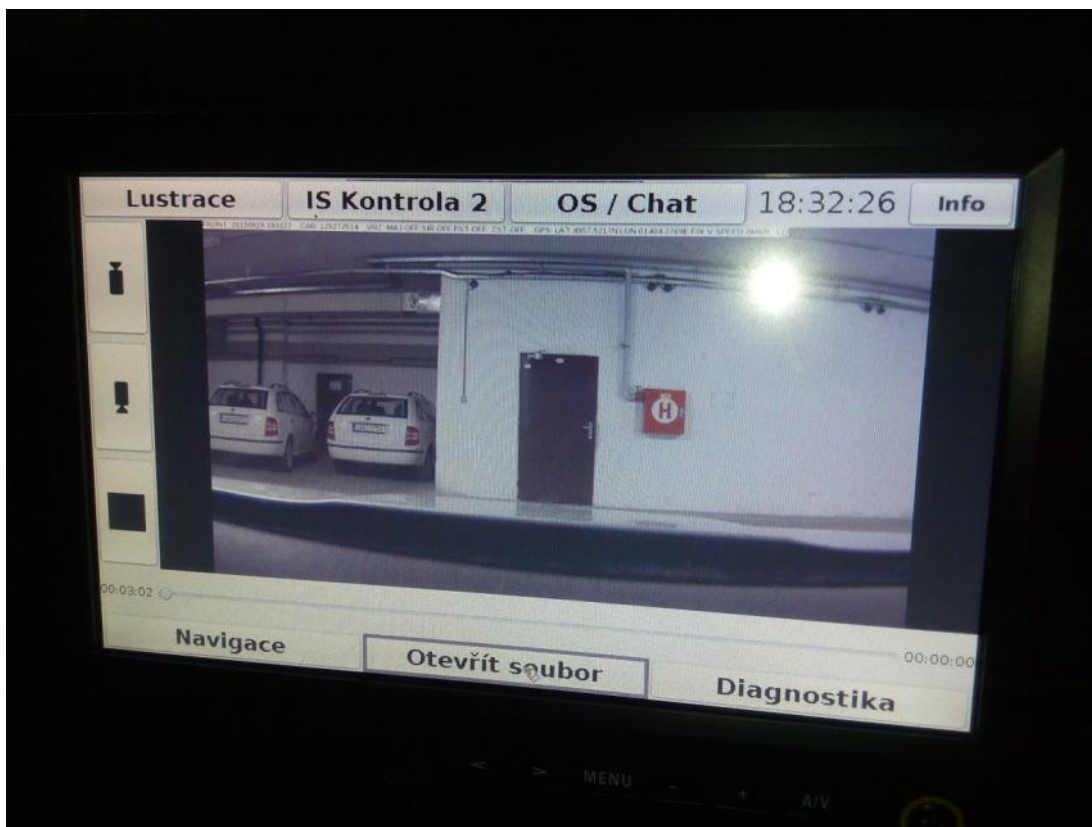 Lustrace
IS Kontrola 2
OS / Chat
18:32:26
Info
H
00:03:02
00:00:00
Navigace
Otevřít soubor
Diagnostika
< > MENU - + A/V